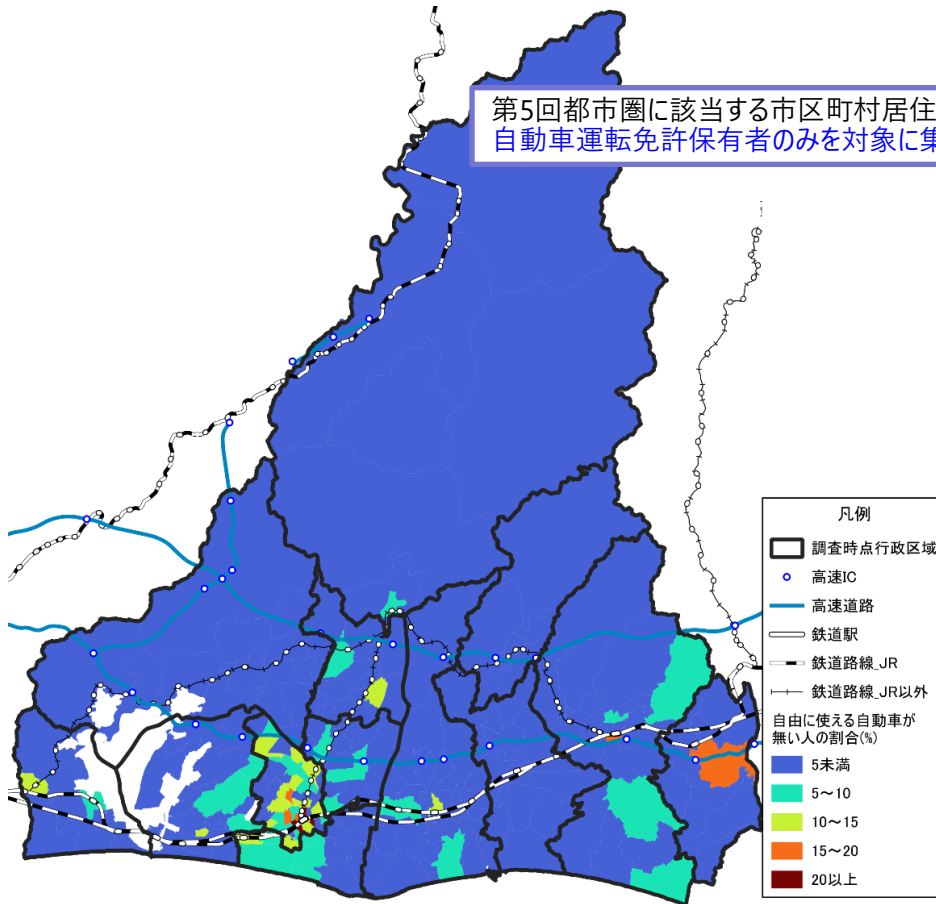 第5回都市圏に該当する市区町村居住
自動車運転免許保有者のみを対象に集
凡例
調査時点行政区域
高速IC
高速道路
鉄道駅
鉄道路線_JR
鉄道路線_JR以外
自由に使える自動車が
無い人の割合(%)
5未満
5～10
10～15
15～20
20以上